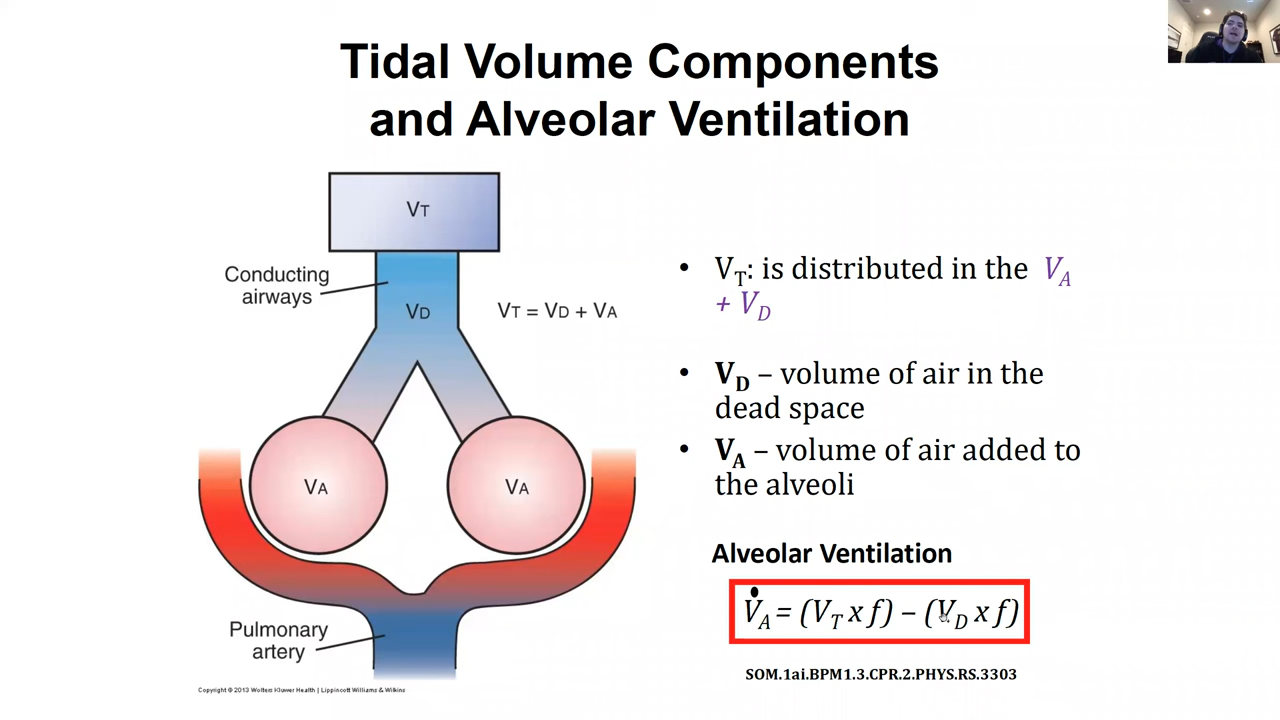 Tidal Volume Components
and Alveolar Ventilation
VT
Conducting
airways
VD
VT = VD + VA
VA
VA
Pulmonary
artery
Copyright © 2013 Wolters Kluwer Health | Lippincott Williams & Wilkins
• VT: is distributed in the VA
+ VD
• VD – volume of air in the
dead space
• VA – volume of air added to
the alveoli
Alveolar Ventilation
V̇A = (VT x f) – (VD x f)
SOM.1ai.BPM1.3.CPR.2.PHYS.RS.3303